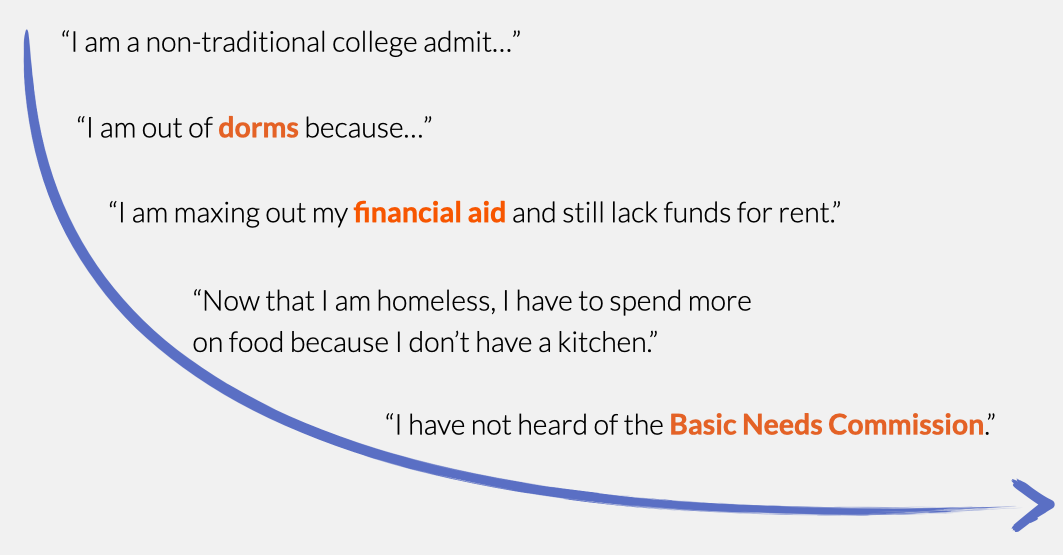 “I am a non-traditional college admit...”
“I am out of dorms because...”
“I am maxing out my financial aid and still lack funds for rent.”
“Now that I am homeless, I have to spend more
on food because I don’t have a kitchen.”
“I have not heard of the Basic Needs Commission.”